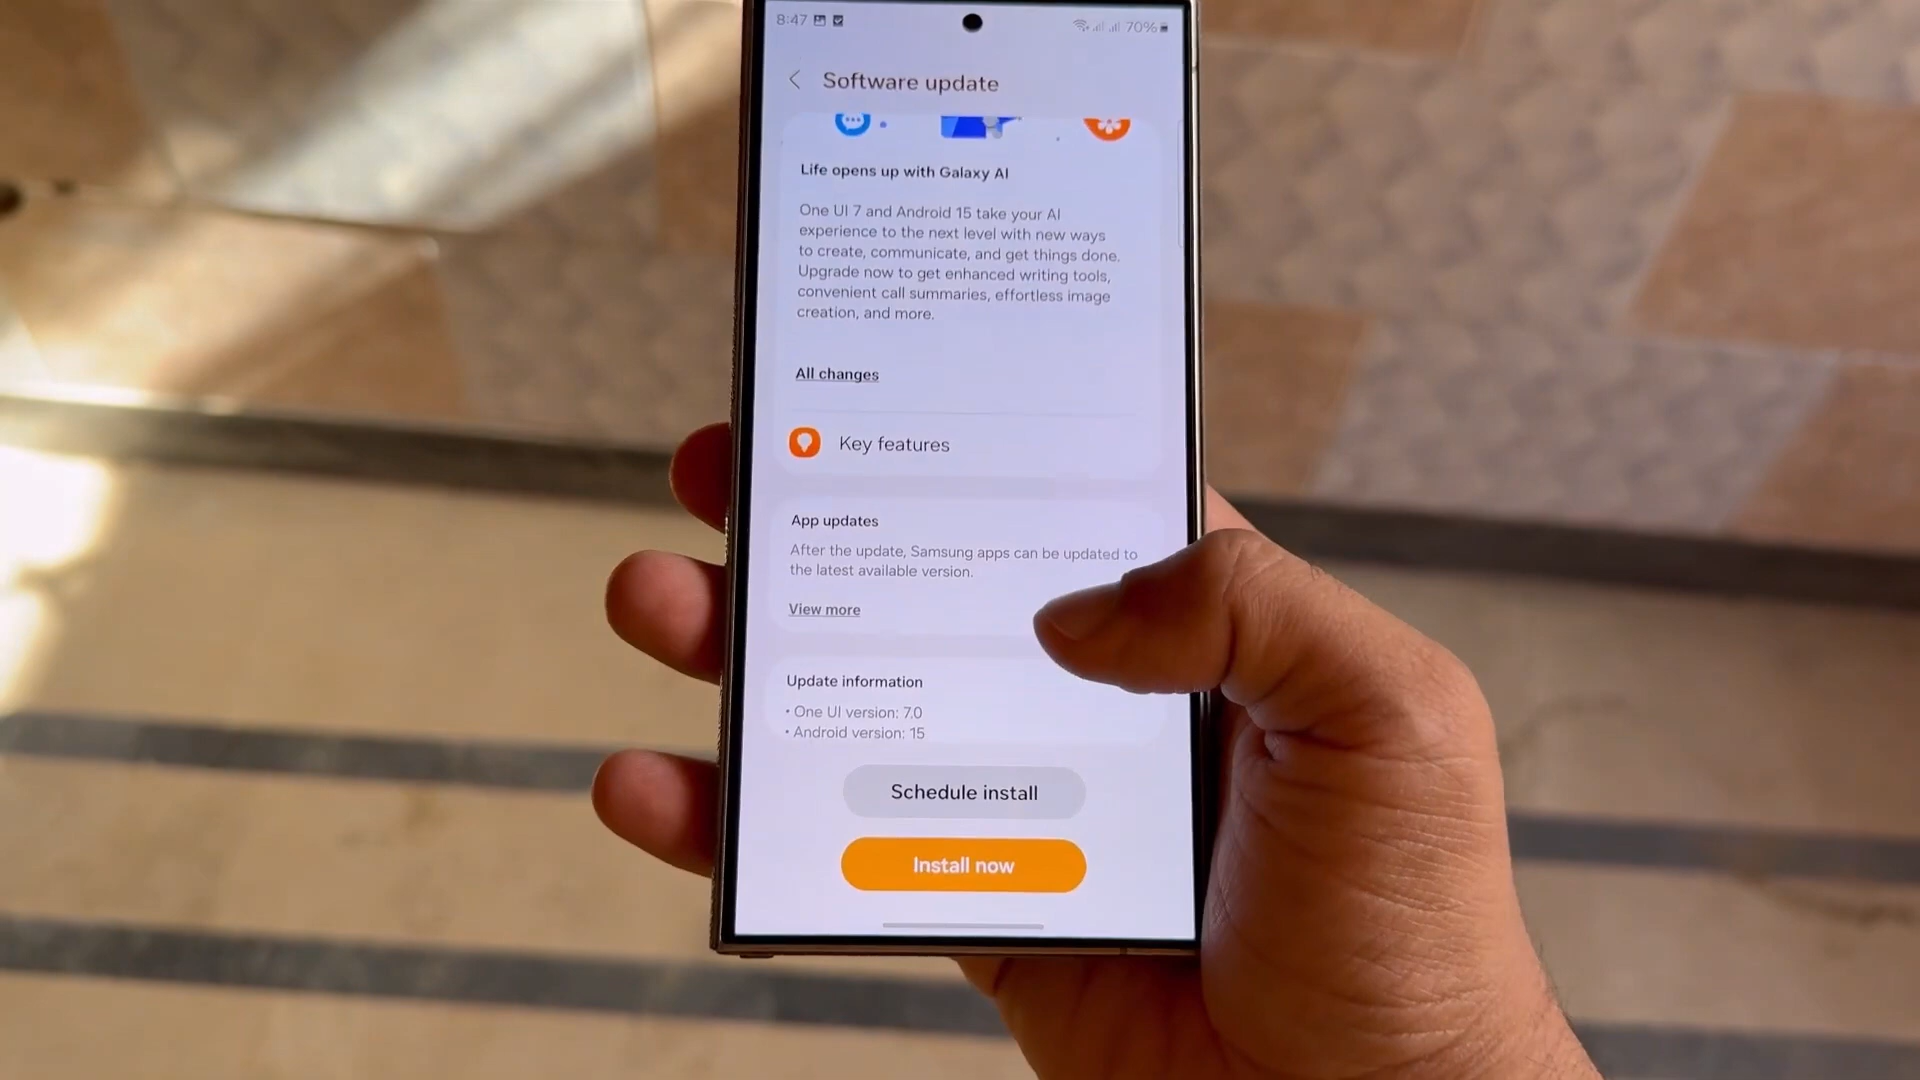 8:47 70%
Software update
Life opens up with Galaxy AI
One UI 7 and Android 15 take your AI
experience to the next level with new ways
to create, communicate, and get things done.
Upgrade now to get enhanced writing tools,
convenient call summaries, effortless image
creation, and more.
All changes
Key features
App updates
After the update, Samsung apps can be updated to
the latest available version.
View more
Update information
• One UI version: 7.0
• Android version: 15
Schedule install
Install now